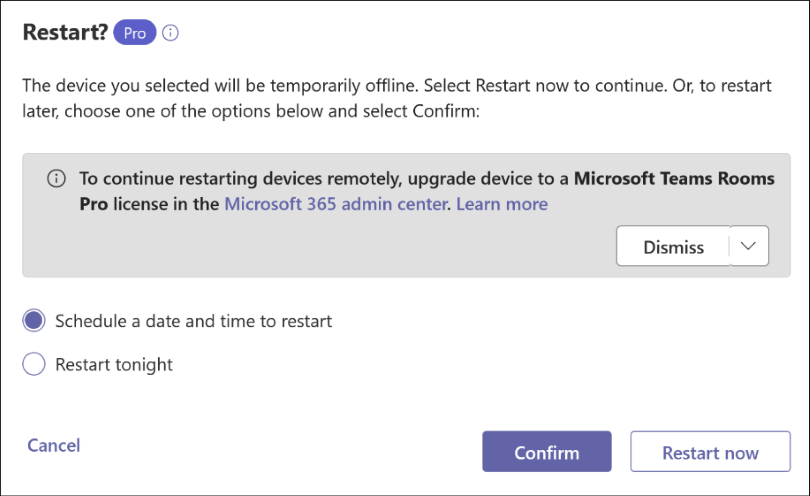 Restart? Pro
The device you selected will be temporarily offline. Select Restart now to continue. Or, to restart
later, choose one of the options below and select Confirm:
To continue restarting devices remotely, upgrade device to a Microsoft Teams Rooms
Pro license in the Microsoft 365 admin center. Learn more
Dismiss
Schedule a date and time to restart
Restart tonight
Cancel
Confirm
Restart now